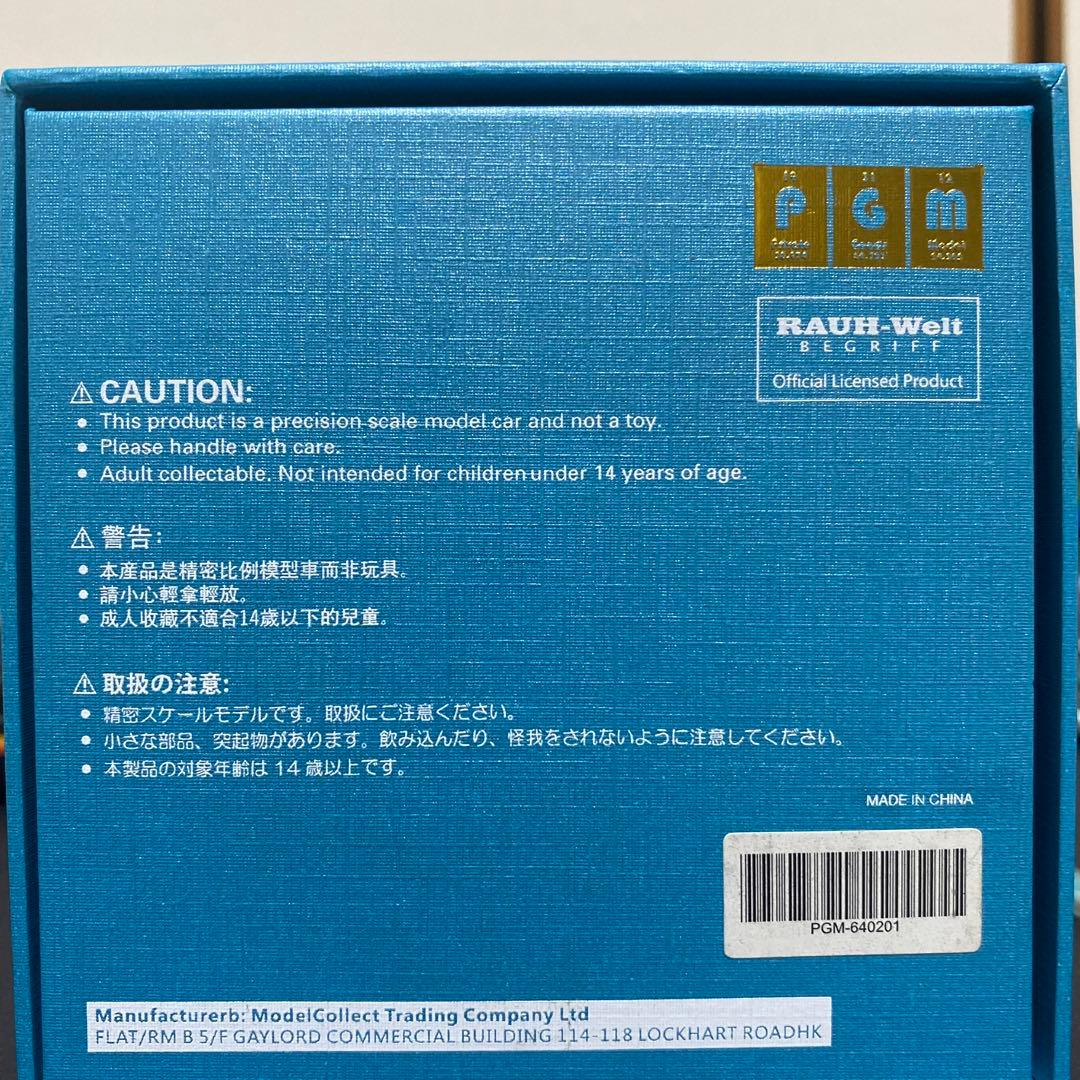 19 31 12
P G M
Model
RAUH-Welt
BEGRIFF
Official Licensed Product
⚠ CAUTION:
● This product is a precision scale model car and not a toy.
● Please handle with care.
● Adult collectable. Not intended for children under 14 years of age.
⚠ 警告:
● 本產品是精密比例模型車而非玩具。
● 請小心輕拿輕放。
● 成人收藏不適合14歲以下的兒童。
⚠ 取扱の注意:
● 精密スケールモデルです。取扱にご注意ください。
● 小さな部品、突起物があります。飲み込んだり、怪我をされないように注意してください。
● 本製品の対象年齢は 14 歳以上です。
MADE IN CHINA
PGM-640201
Manufacturerb: ModelCollect Trading Company Ltd
FLAT/RM B 5/F GAYLORD COMMERCIAL BUILDING 114-118 LOCKHART ROADHK